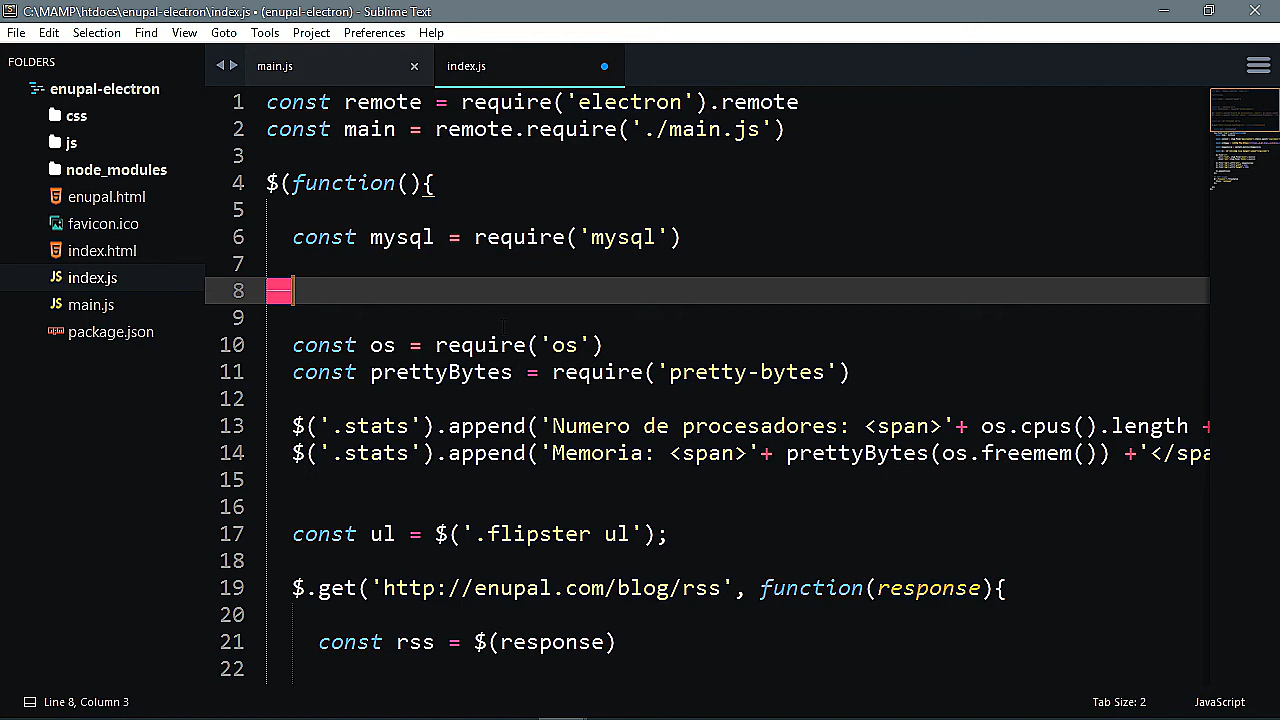 C:\MAMP\htdocs\enupal-electron\index.js • (enupal-electron) - Sublime Text
File Edit Selection Find View Goto Tools Project Preferences Help
FOLDERS
enupal-electron
css
js
node_modules
enupal.html
favicon.ico
index.html
JS index.js
JS main.js
package.json
main.js
index.js
1 const remote = require('electron').remote
2 const main = remote.require('./main.js')
3
4 $(function(){
5
6 const mysql = require('mysql')
7
8
9
10 const os = require('os')
11 const prettyBytes = require('pretty-bytes')
12
13 $('.stats').append('Numero de procesadores: <span>'+ os.cpus().length +
14 $('.stats').append('Memoria: <span>'+ prettyBytes(os.freemem()) +'</spa
15
16
17 const ul = $('.flipster ul');
18
19 $.get('http://enupal.com/blog/rss', function(response){
20
21 const rss = $(response)
22
Line 8, Column 3
Tab Size: 2
JavaScript